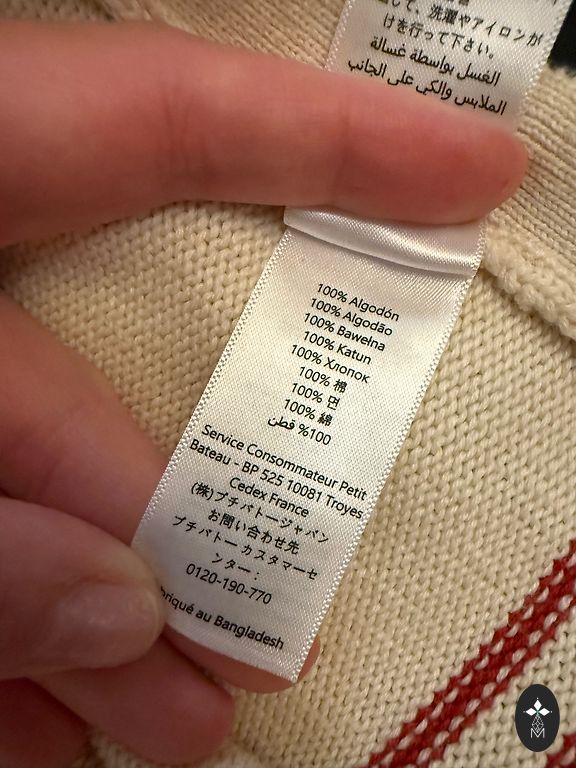 して、洗濯やアイロンが
けを行って下さい。
الغسل بواسطة غسالة
الملابس والكي على الجانب
100% Algodón
100% Algodão
100% Bawełna
100% Katun
100% Хлопок
100% 棉
100% 면
100% 綿
100% قطن
Service Consommateur Petit
Bateau - BP 525 10081 Troyes
Cedex France
(株)プチバトージャパン
お問い合わせ先
プチバトー カスタマーセ
ンター :
0120-190-770
briqué au Bangladesh
M